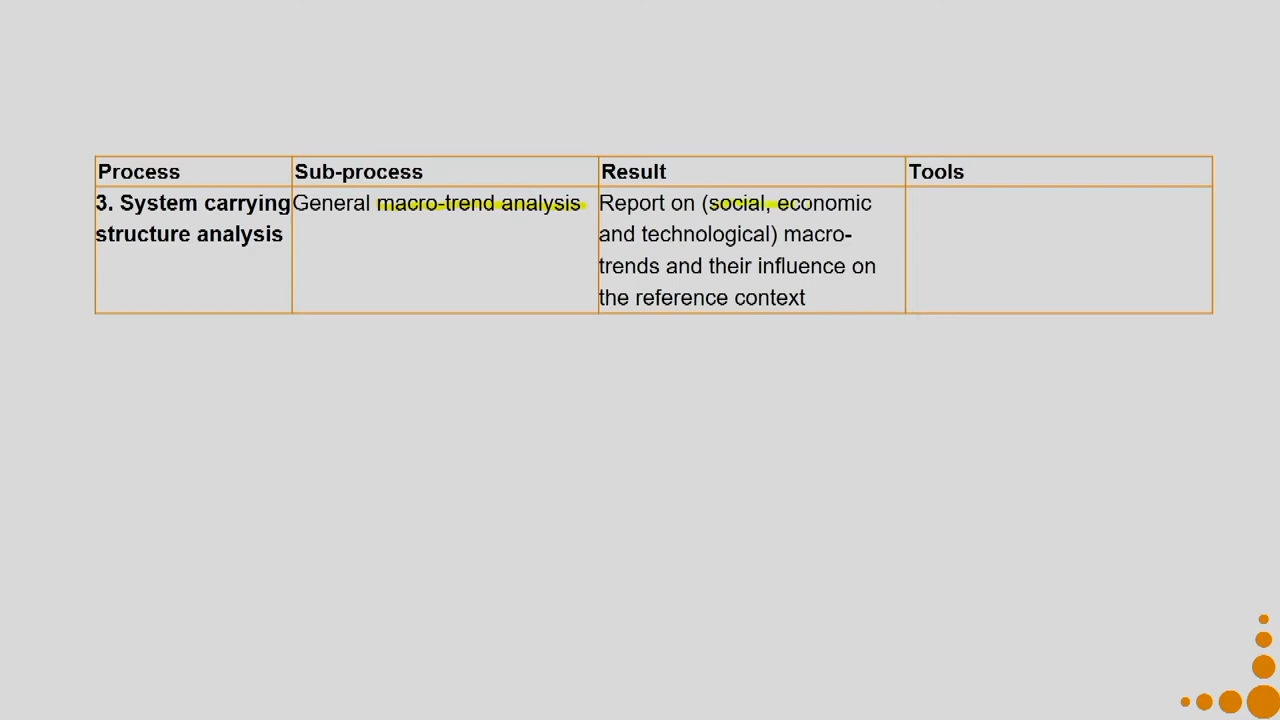 Process Sub-process Result Tools
3. System carrying General macro-trend analysis Report on (social, economic
structure analysis and technological) macro-
trends and their influence on
the reference context